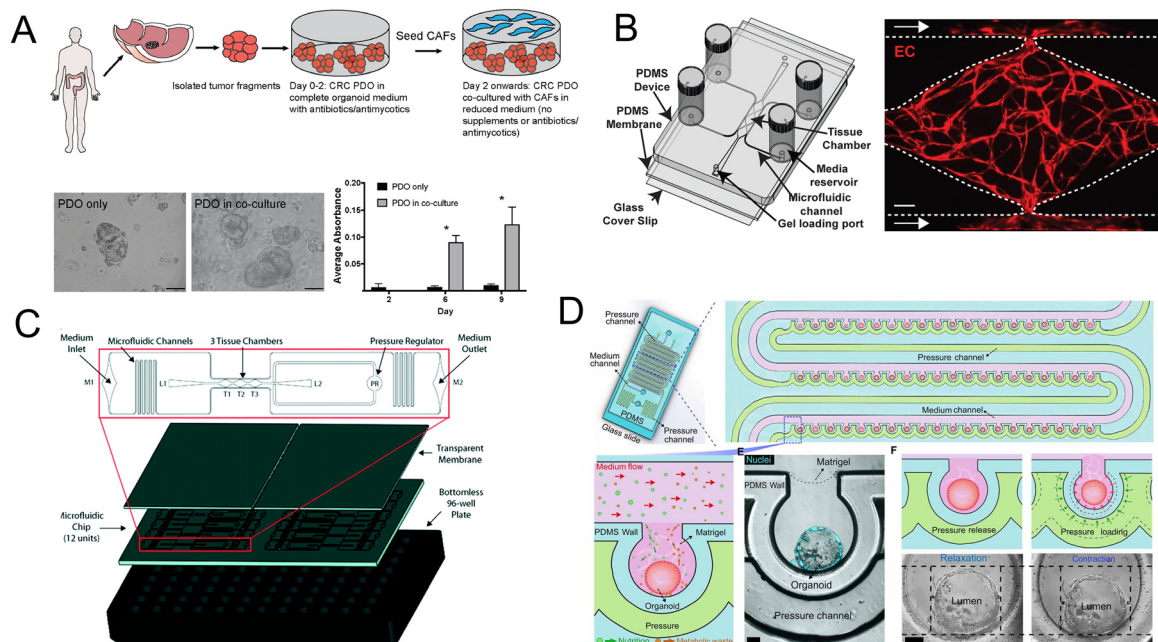 A
Isolated tumor fragments
Seed CAFs
Day 0-2: CRC PDO in
complete organoid medium
with antibiotics/antimycotics
Day 2 onwards: CRC PDO
co-cultured with CAFs in
reduced medium (no
supplements or antibiotics/
antimycotics)
PDO only
PDO in co-culture
PDO only
PDO in co-culture
Average Absorbance
0.20
0.15
0.10
0.05
0.00
*
*
2
6
9
Day
B
PDMS
Device
PDMS
Membrane
Glass
Cover Slip
Tissue
Chamber
Media
reservoir
Microfluidic
channel
Gel loading port
EC
C
Medium
Inlet
Microfluidic Channels
3 Tissue Chambers
Pressure Regulator
Medium
Outlet
M1
L1
T1
T2
T3
L2
PR
M2
Transparent
Membrane
Microfluidic
Chip
(12 units)
Bottomless
96-well
Plate
D
Pressure
channel
Medium
channel
PDMS
Glass slide
Pressure
channel
Pressure channel
Medium channel
Medium flow
PDMS Wall
Matrigel
Organoid
Pressure
Nutrition
Metabolic waste
E
Nuclei
Matrigel
PDMS Wall
Organoid
Pressure channel
F
Pressure release
Pressure loading
Relaxation
Contraction
Lumen
Lumen